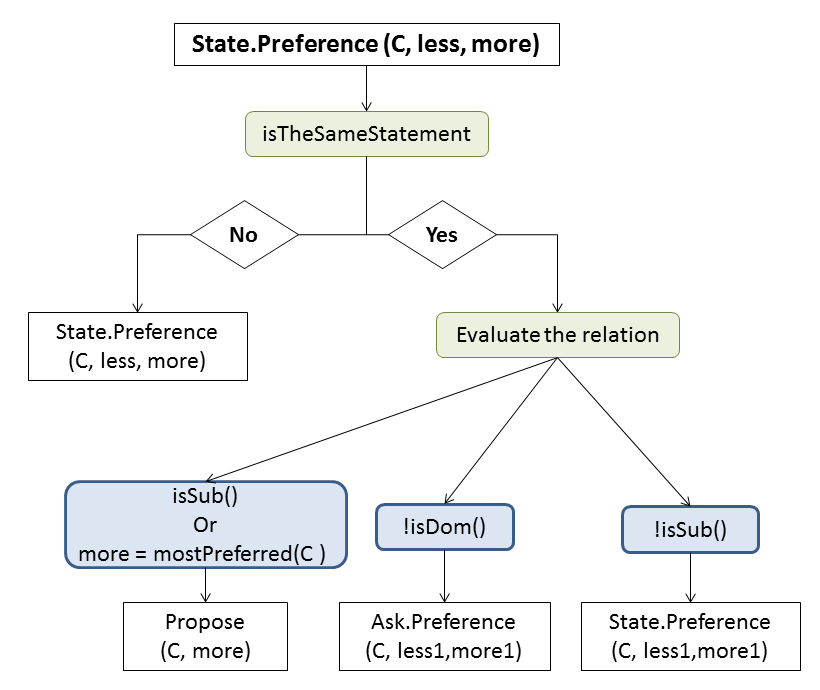 State.Preference (C, less, more)
isTheSameStatement
No
Yes
State.Preference
(C, less, more)
Evaluate the relation
isSub()
Or
more = mostPreferred(C )
!isDom()
!isSub()
Propose
(C, more)
Ask.Preference
(C, less1,more1)
State.Preference
(C, less1,more1)